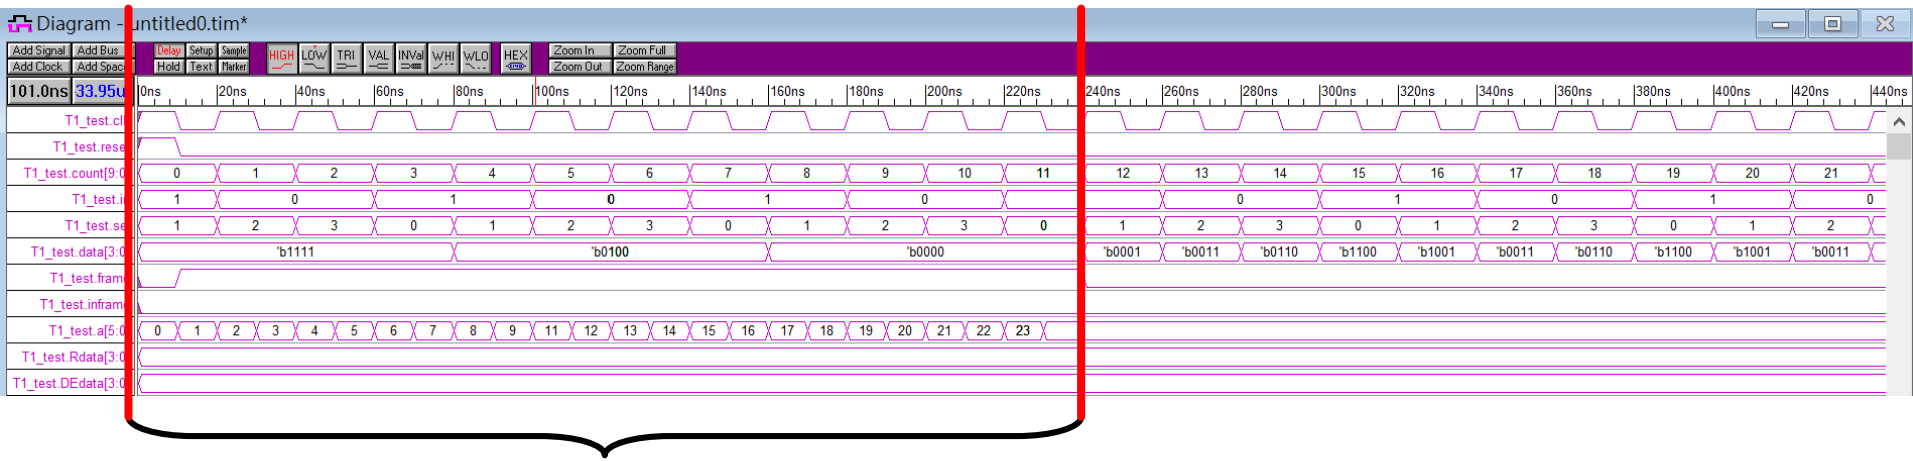 Diagram - untitled0.tim*
Add Signal Add Bus Delay Setup Sample HIGH LOW TRI VAL INVal WHI WLO HEX Zoom In Zoom Full
Add Clock Add Spac Hold Text Marker Zoom Out Zoom Range
101.0ns 33.95u 0ns 20ns 40ns 60ns 80ns 100ns 120ns 140ns 160ns 180ns 200ns 220ns 240ns 260ns 280ns 300ns 320ns 340ns 360ns 380ns 400ns 420ns 440ns
T1_test.cl
T1_test.rese
T1_test.count[9:0 0 1 2 3 4 5 6 7 8 9 10 11 12 13 14 15 16 17 18 19 20 21
T1_test.i 1 0 1 0 1 0 0 1 0 1 0
T1_test.se 1 2 3 0 1 2 3 0 1 2 3 0 1 2 3 0 1 2 3 0 1 2
T1_test.data[3:0 'b1111 'b0100 'b0000 'b0001 'b0011 'b0110 'b1100 'b1001 'b0011 'b0110 'b1100 'b1001 'b0011
T1_test.frame
T1_test.infram
T1_test.a[5:0 0 1 2 3 4 5 6 7 8 9 11 12 13 14 15 16 17 18 19 20 21 22 23
T1_test.Rdata[3:0
T1_test.DEdata[3:0